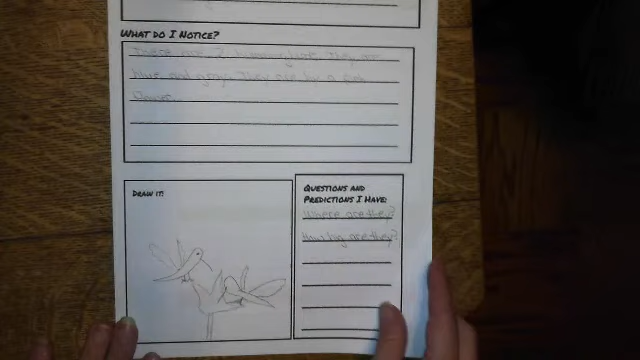 WHAT DO I NOTICE?
There are 2 hummingbirds. They are
blue and gray. They are by a
flower.
DRAW IT!
QUESTIONS AND
PREDICTIONS I HAVE:
Where are they?
How big are they?